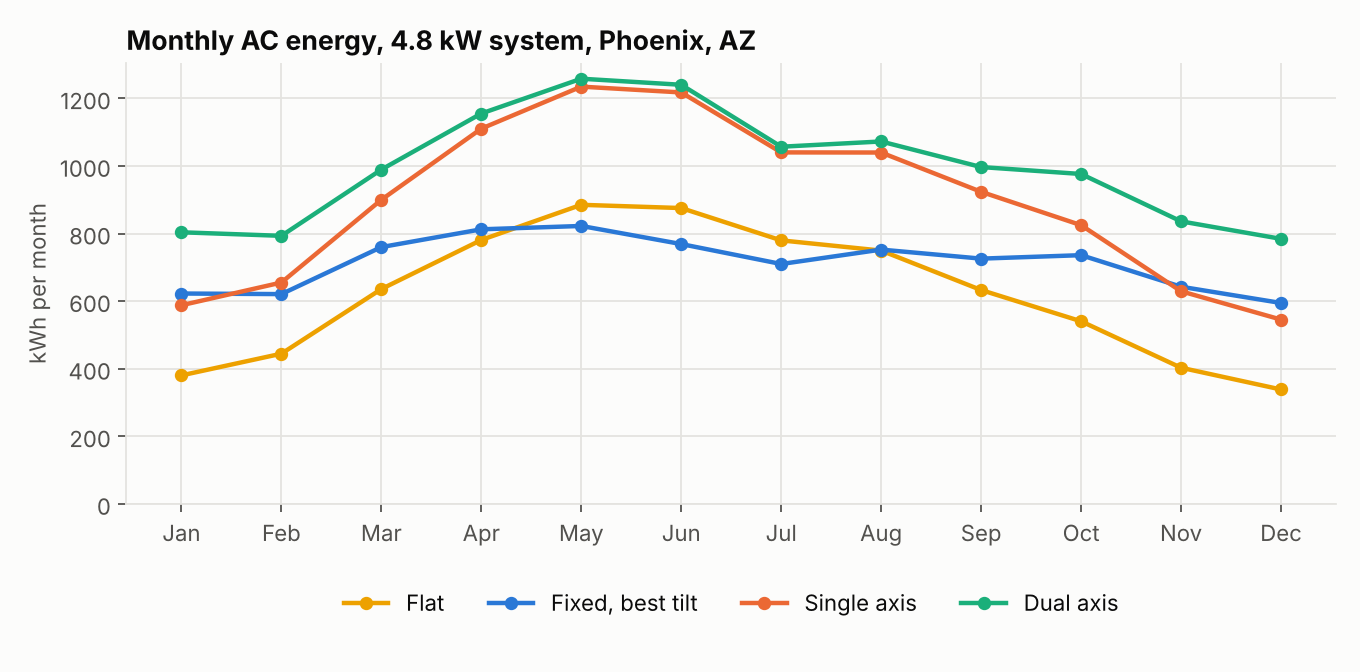 Monthly AC energy, 4.8 kW system, Phoenix, AZ
kWh per month
1200
1000
800
600
400
200
0
Jan Feb Mar Apr May Jun Jul Aug Sep Oct Nov Dec
Flat Fixed, best tilt Single axis Dual axis